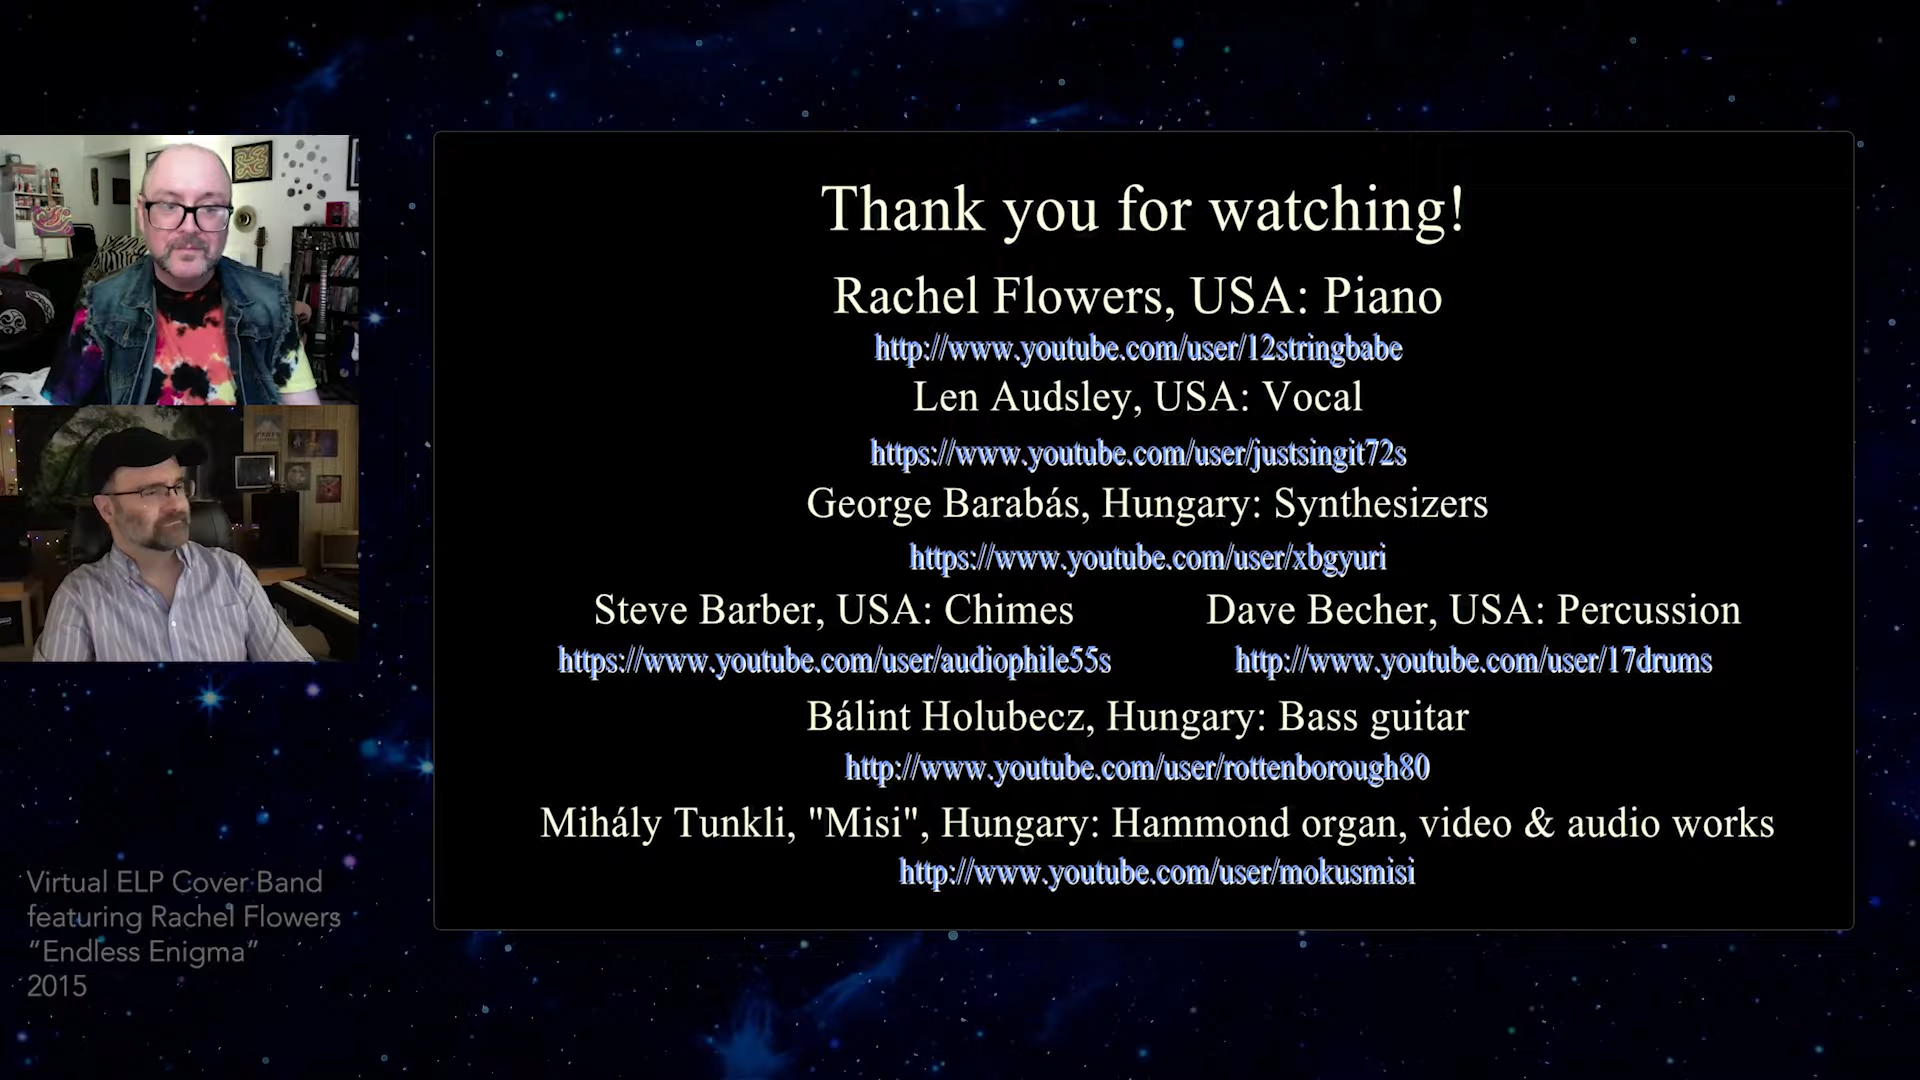 Thank you for watching!
Rachel Flowers, USA: Piano
http://www.youtube.com/user/12stringbabe
Len Audsley, USA: Vocal
https://www.youtube.com/user/justsingit72s
George Barabás, Hungary: Synthesizers
https://www.youtube.com/user/xbgyuri
Steve Barber, USA: Chimes
https://www.youtube.com/user/audiophile55s
Dave Becher, USA: Percussion
http://www.youtube.com/user/17drums
Bálint Holubecz, Hungary: Bass guitar
http://www.youtube.com/user/rottenborough80
Mihály Tunkli, "Misi", Hungary: Hammond organ, video & audio works
http://www.youtube.com/user/mokusmisi
Virtual ELP Cover Band
featuring Rachel Flowers
“Endless Enigma”
2015